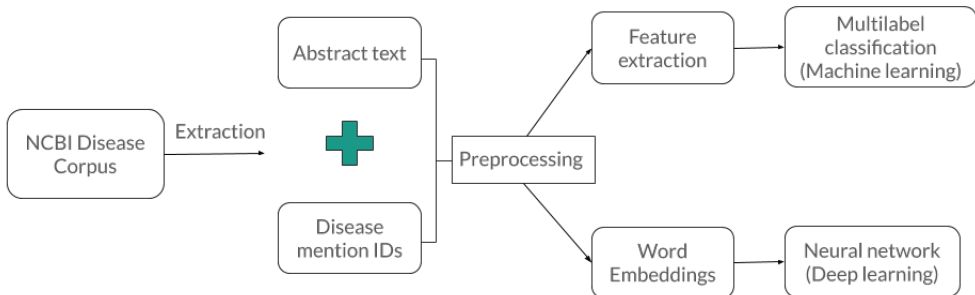 NCBI Disease
Corpus
Extraction
Abstract text
Disease
mention IDs
Preprocessing
Feature
extraction
Multilabel
classification
(Machine learning)
Word
Embeddings
Neural network
(Deep learning)